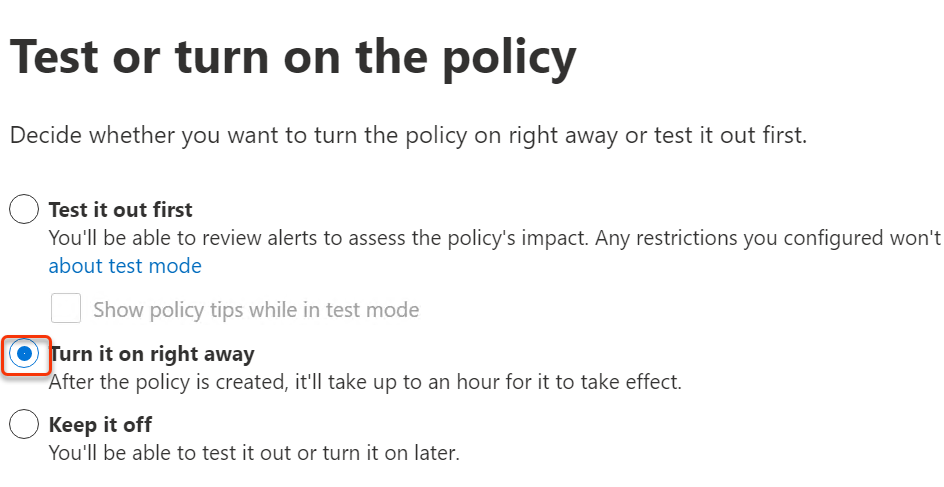 Test or turn on the policy
Decide whether you want to turn the policy on right away or test it out first.
Test it out first
You'll be able to review alerts to assess the policy's impact. Any restrictions you configured won't
about test mode
Show policy tips while in test mode
Turn it on right away
After the policy is created, it'll take up to an hour for it to take effect.
Keep it off
You'll be able to test it out or turn it on later.